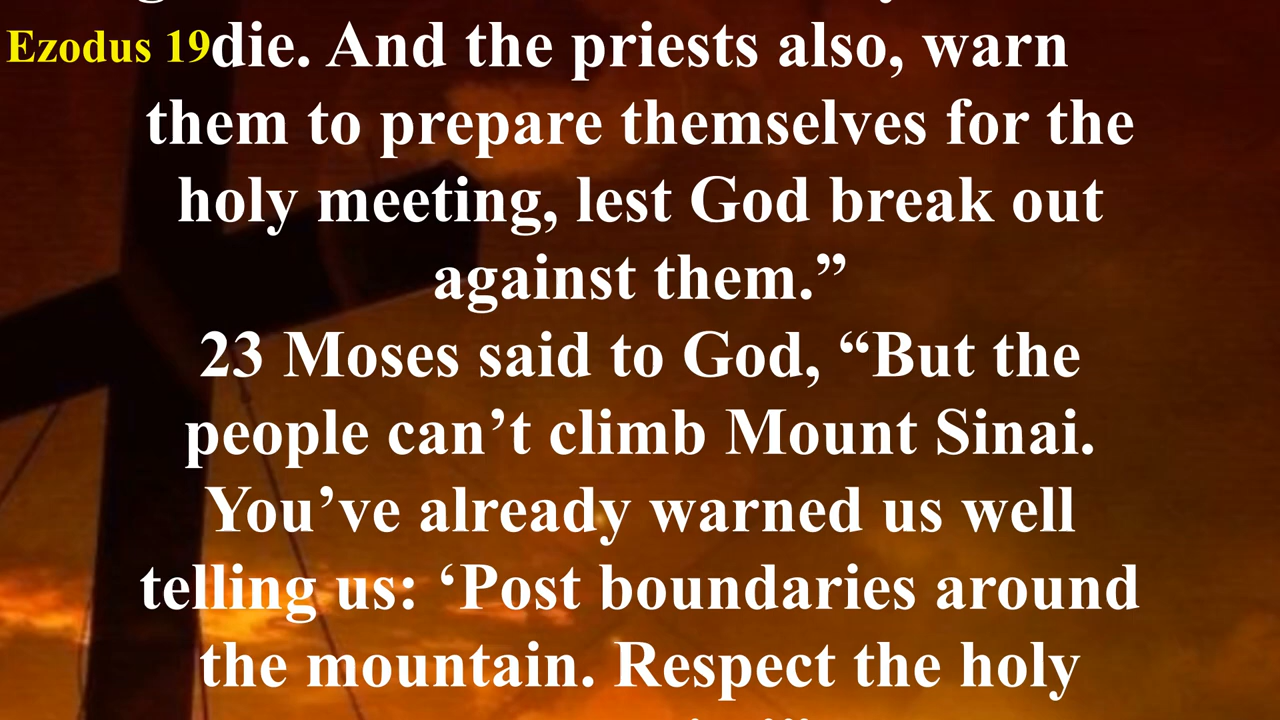 Ezodus 19
die. And the priests also, warn
them to prepare themselves for the
holy meeting, lest God break out
against them.”
23 Moses said to God, “But the
people can’t climb Mount Sinai.
You’ve already warned us well
telling us: ‘Post boundaries around
the mountain. Respect the holy